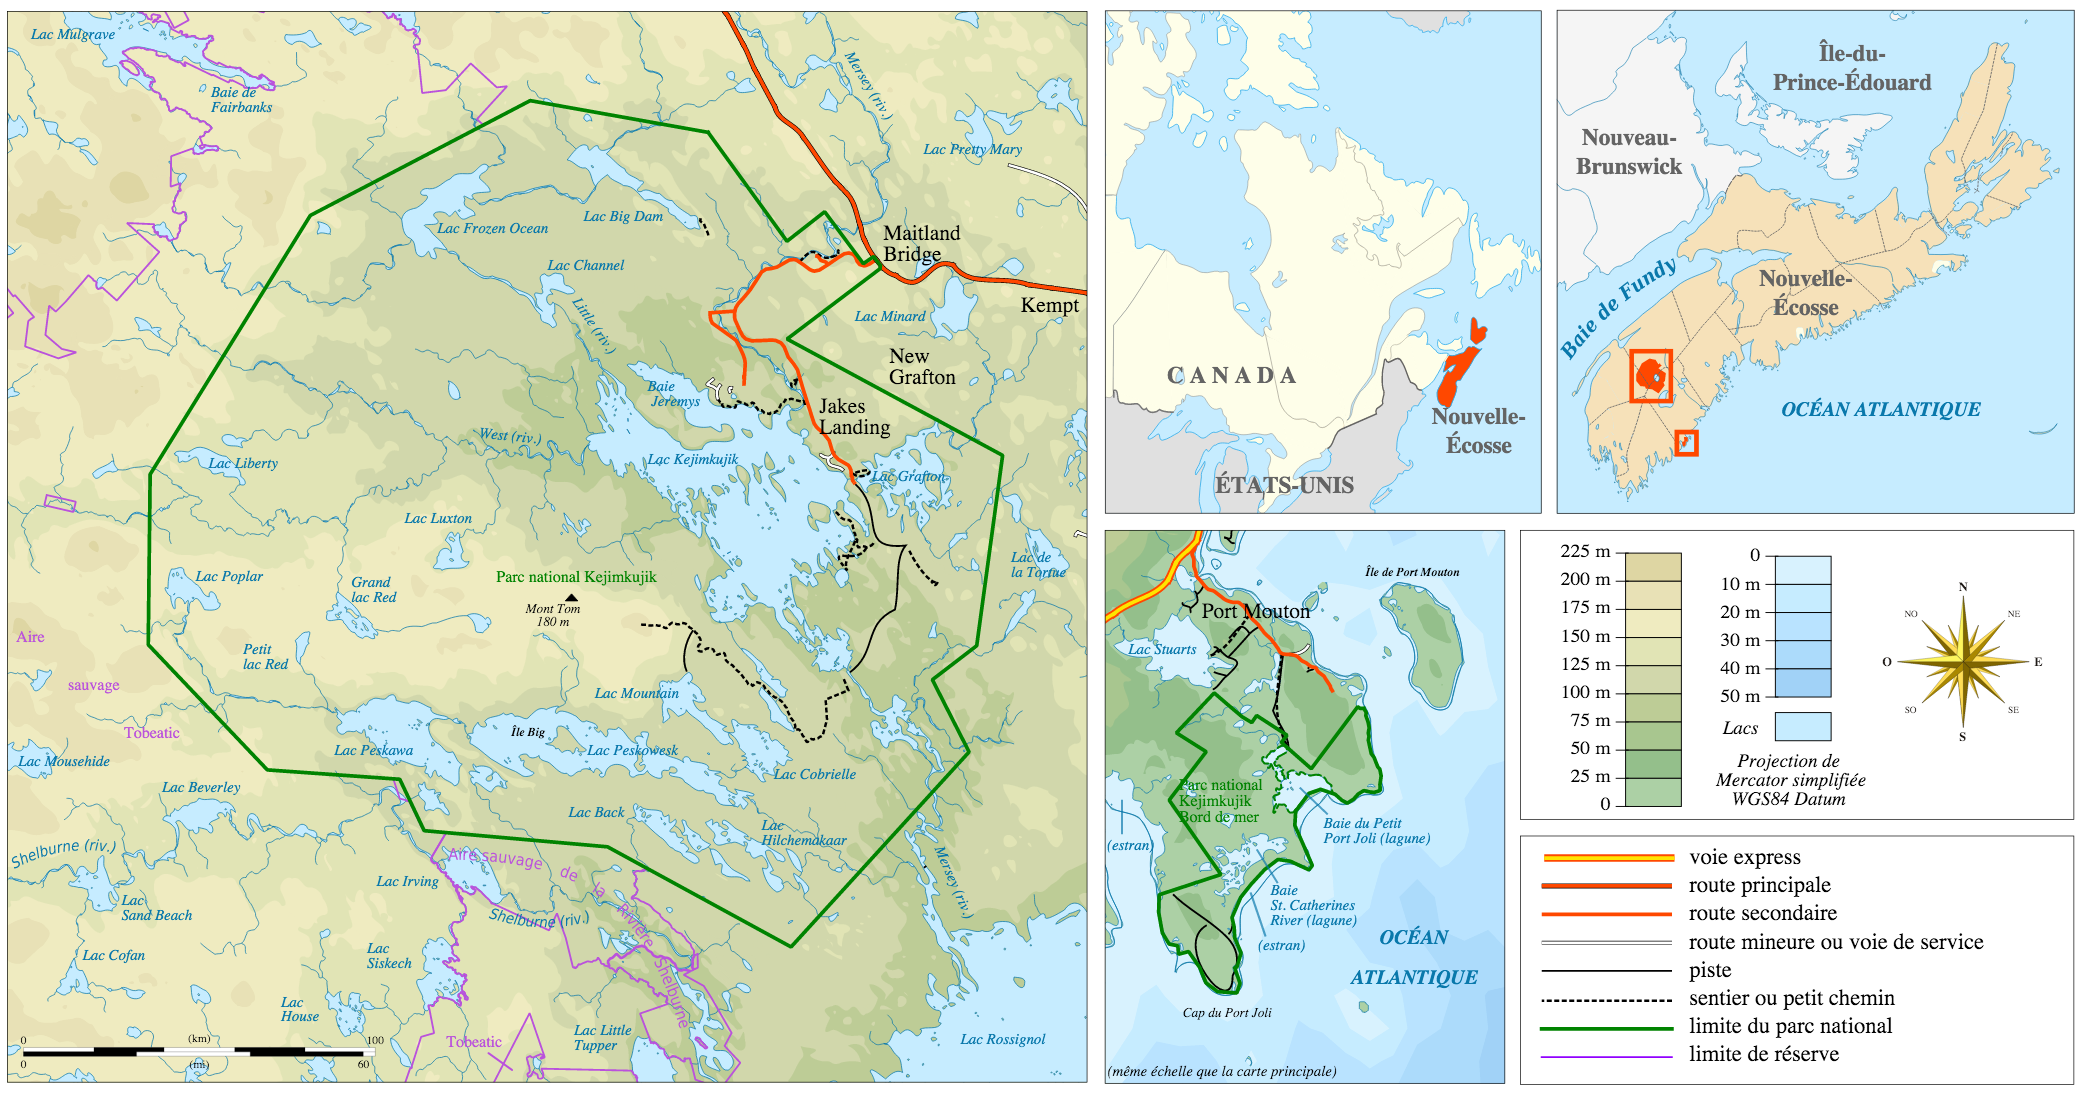 Lac Mulgrave
Baie de
Fairbanks
Mersey (riv.)
Lac Pretty Mary
Lac Frozen Ocean
Lac Big Dam
Maitland
Bridge
Lac Channel
Little (riv.)
Kempt
Lac Minard
New
Grafton
Baie
Jeremys
Jakes
Landing
West (riv.)
Lac Liberty
Lac Kejimkujik
Lac Grafton
Lac Luxton
Lac de
la Tortue
Lac Poplar
Grand
lac Red
Parc national Kejimkujik
Mont Tom
180 m
Aire
sauvage
Tobeatic
Petit
lac Red
Lac Mountain
Île Big
Lac Peskawa
Lac Peskowesk
Lac Cobrielle
Lac Mousehide
Lac Beverley
Lac Back
Lac
Hilchemakaar
Shelburne (riv.)
Aire sauvage de la Rivière Shelburne
Lac Irving
Mersey (riv.)
Lac
Sand Beach
Shelburne (riv.)
Lac Cofan
Lac
Siskech
Lac
House
Lac Little
Tupper
Tobeatic
Lac Rossignol
0 (km) 100
0 (mi) 60
CANADA
ÉTATS-UNIS
Nouvelle-
Écosse
Île-du-
Prince-Édouard
Nouveau-
Brunswick
Baie de Fundy
Nouvelle-
Écosse
OCÉAN ATLANTIQUE
Île de Port Mouton
Port Mouton
Lac Stuarts
Parc national
Kejimkujik
Bord de mer
(estran)
Baie du Petit
Port Joli (lagune)
Baie
St. Catherines
River (lagune)
(estran)
OCÉAN
ATLANTIQUE
Cap du Port Joli
(même échelle que la carte principale)
225 m
200 m
175 m
150 m
125 m
100 m
75 m
50 m
25 m
0
0
10 m
20 m
30 m
40 m
50 m
Lacs
Projection de
Mercator simplifiée
WGS84 Datum
N
NO
NE
O
E
SO
SE
S
voie express
route principale
route secondaire
route mineure ou voie de service
piste
sentier ou petit chemin
limite du parc national
limite de réserve